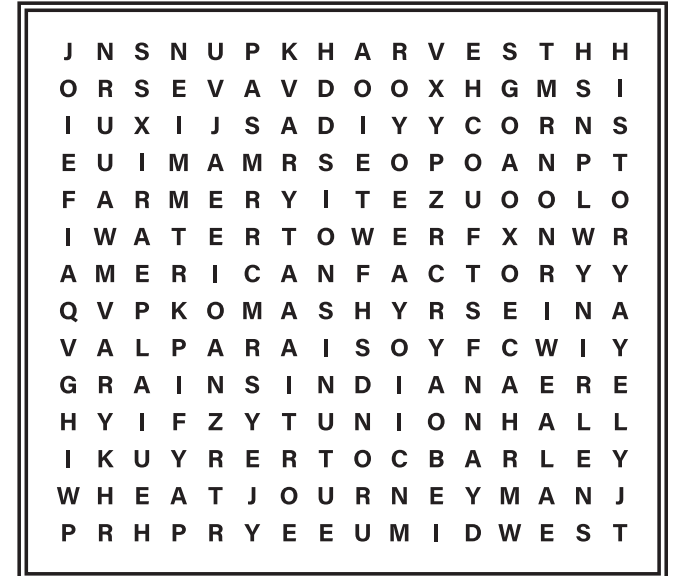 J N S N U P K H A R V E S T H H
O R S E V A V D O O X H G M S I
I U X I J S A D I Y Y C O R N S
E U I M A M R S E O P O A N P T
F A R M E R Y I T E Z U O O L O
I W A T E R T O W E R F X N W R
A M E R I C A N F A C T O R Y Y
Q V P K O M A S H Y R S E I N A
V A L P A R A I S O Y F C W I Y
G R A I N S I N D I A N A E R E
H Y I F Z Y T U N I O N H A L L
I K U Y R E R T O C B A R L E Y
W H E A T J O U R N E Y M A N J
P R H P R Y E E U M I D W E S T